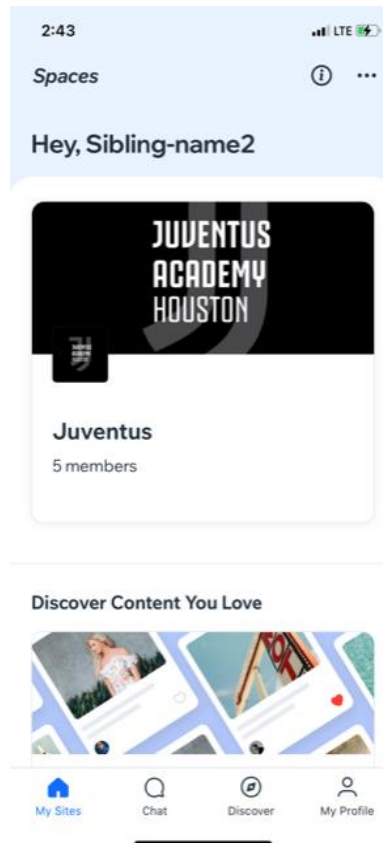 2:43
LTE
Spaces
Hey, Sibling-name2
JUVENTUS
ACADEMY
HOUSTON
Juventus
5 members
Discover Content You Love
My Sites
Chat
Discover
My Profile